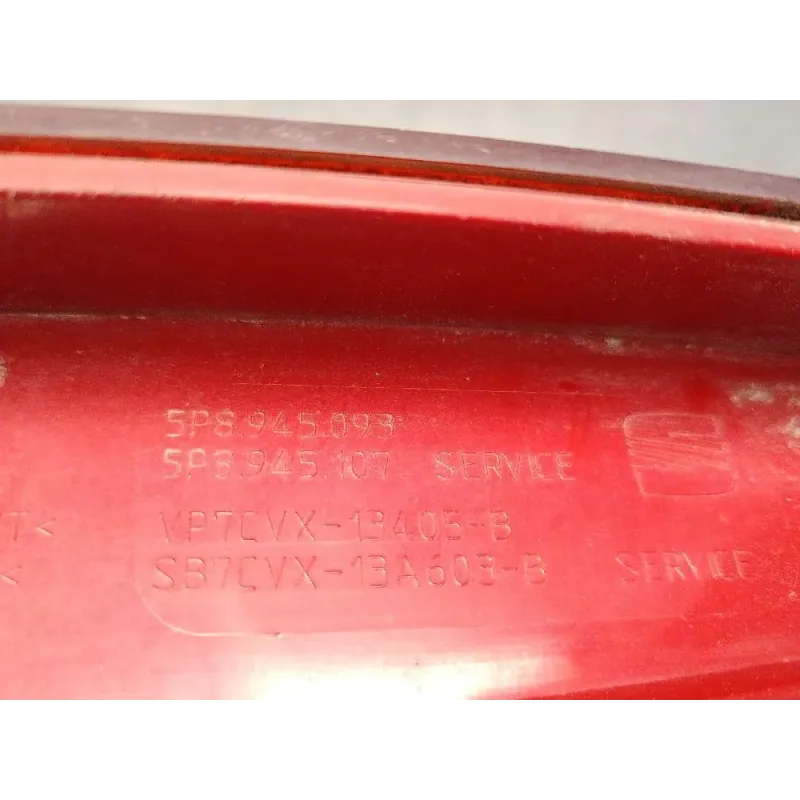 5P8.945.093
5P8.945.107 SERVICE
T< VP7CVX-13405-B
< SB7CVX-13A603-B SERVICE